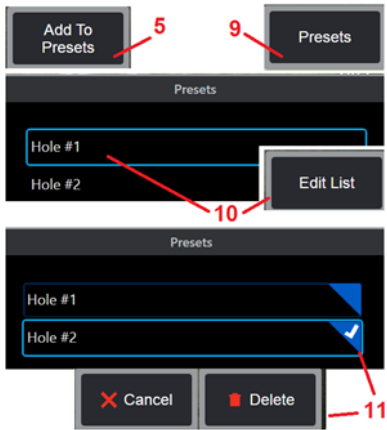 Add To
Presets
5
9
Presets
Presets
Hole #1
Hole #2
10
Edit List
Presets
Hole #1
Hole #2
Cancel
Delete
11